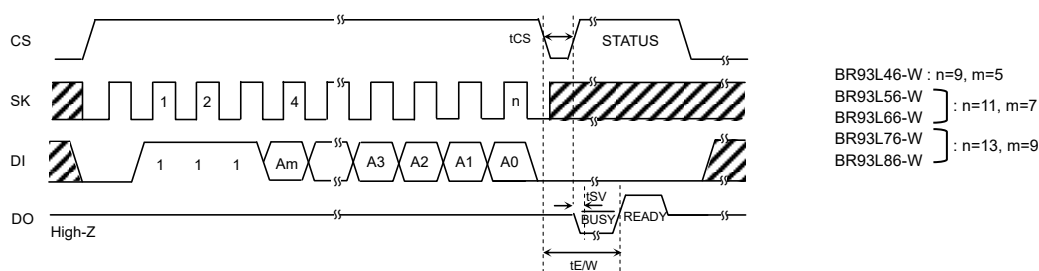 CS
tCS
STATUS
SK
1
2
4
n
DI
1
1
1
Am
A3
A2
A1
A0
DO
High-Z
tSV
BUSY
READY
tE/W
BR93L46-W : n=9, m=5
BR93L56-W
BR93L66-W
: n=11, m=7
BR93L76-W
BR93L86-W
: n=13, m=9